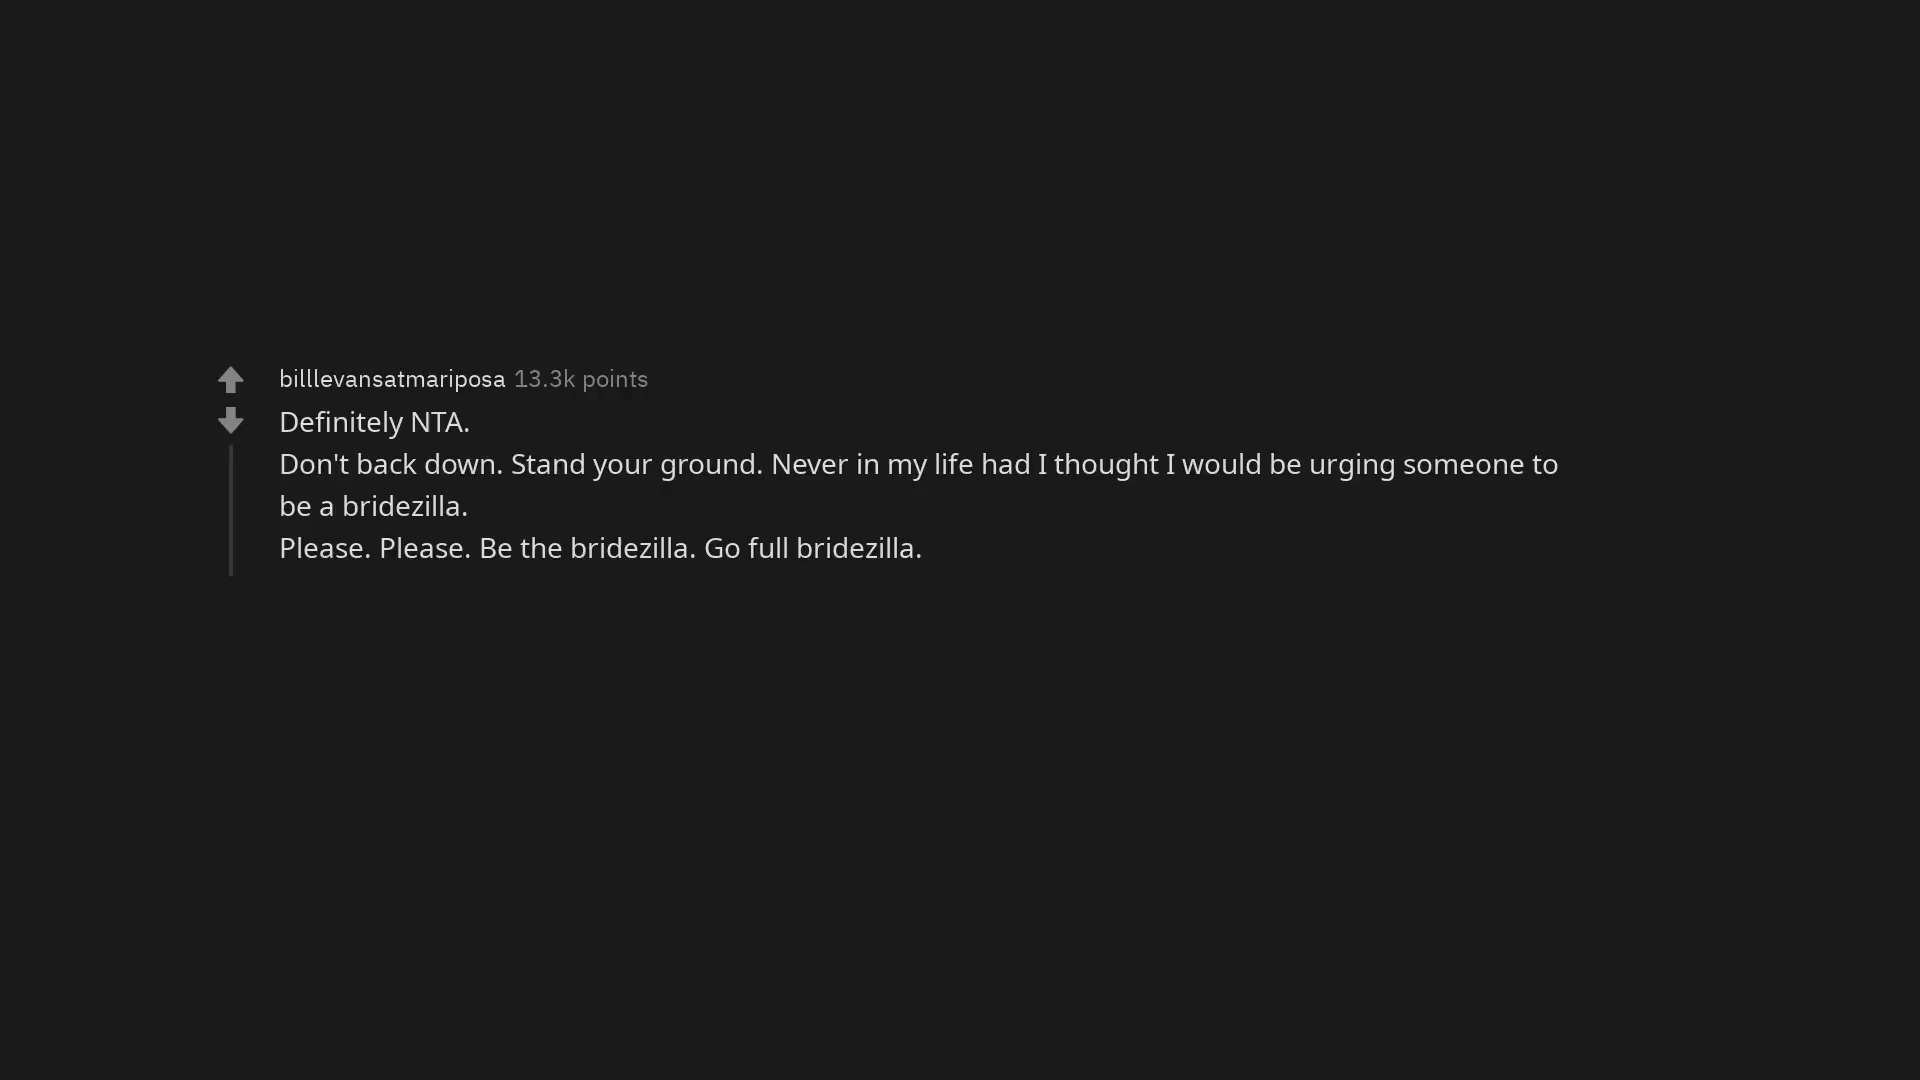 billlevansatmariposa 13.3k points
Definitely NTA.
Don't back down. Stand your ground. Never in my life had I thought I would be urging someone to
be a bridezilla.
Please. Please. Be the bridezilla. Go full bridezilla.